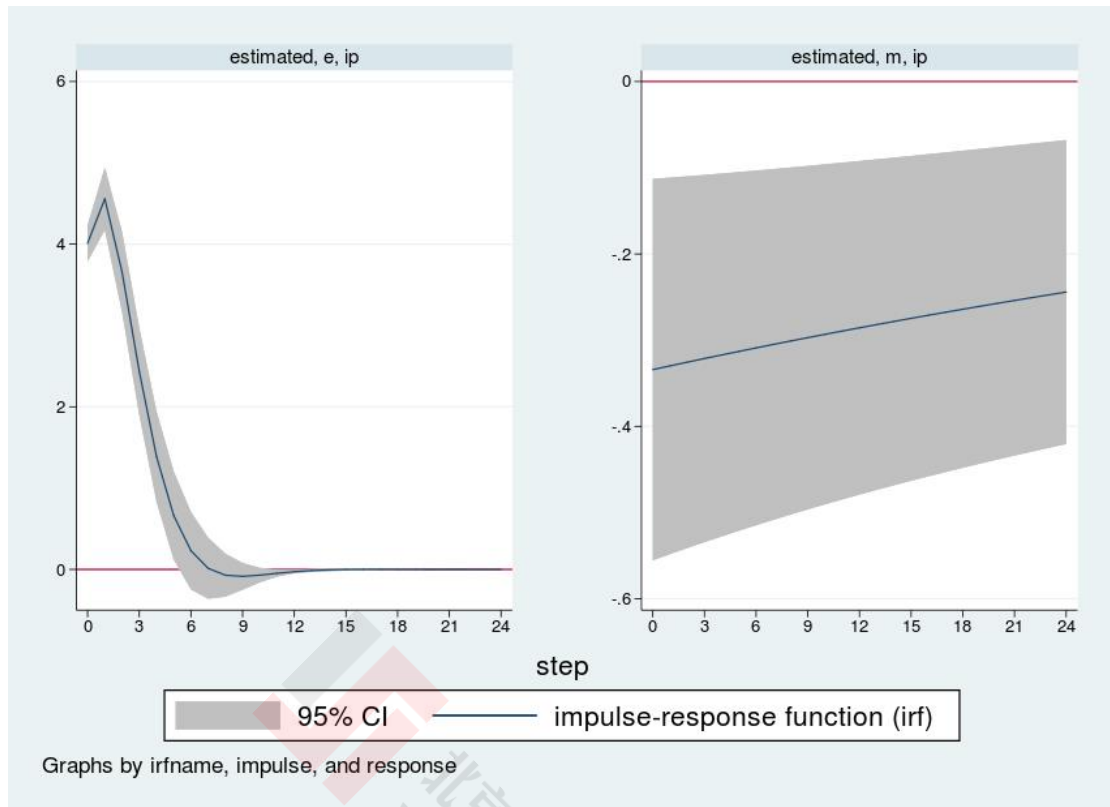 estimated, e, ip
estimated, m, ip
6
4
2
0
0
-.2
-.4
-.6
0 3 6 9 12 15 18 21 24
0 3 6 9 12 15 18 21 24
step
95% CI impulse-response function (irf)
Graphs by irfname, impulse, and response
北